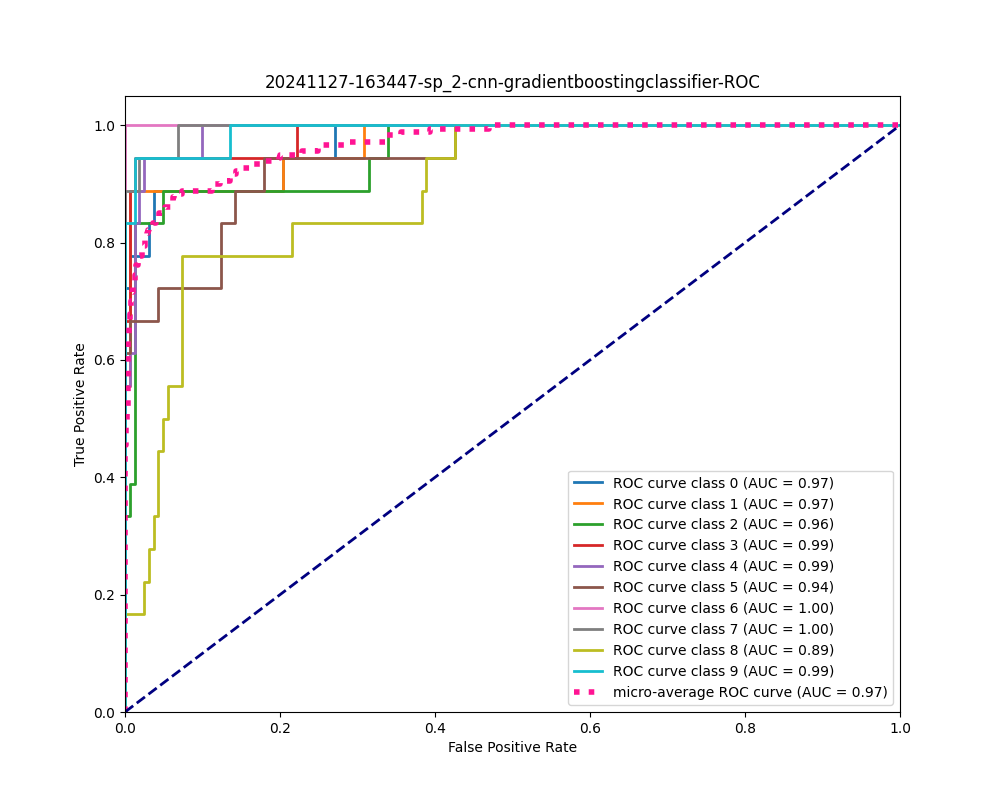 20241127-163447-sp_2-cnn-gradientboostingclassifier-ROC
1.0
0.8
0.6
0.4
0.2
0.0
True Positive Rate
0.0 0.2 0.4 0.6 0.8 1.0
False Positive Rate
ROC curve class 0 (AUC = 0.97)
ROC curve class 1 (AUC = 0.97)
ROC curve class 2 (AUC = 0.96)
ROC curve class 3 (AUC = 0.99)
ROC curve class 4 (AUC = 0.99)
ROC curve class 5 (AUC = 0.94)
ROC curve class 6 (AUC = 1.00)
ROC curve class 7 (AUC = 1.00)
ROC curve class 8 (AUC = 0.89)
ROC curve class 9 (AUC = 0.99)
micro-average ROC curve (AUC = 0.97)